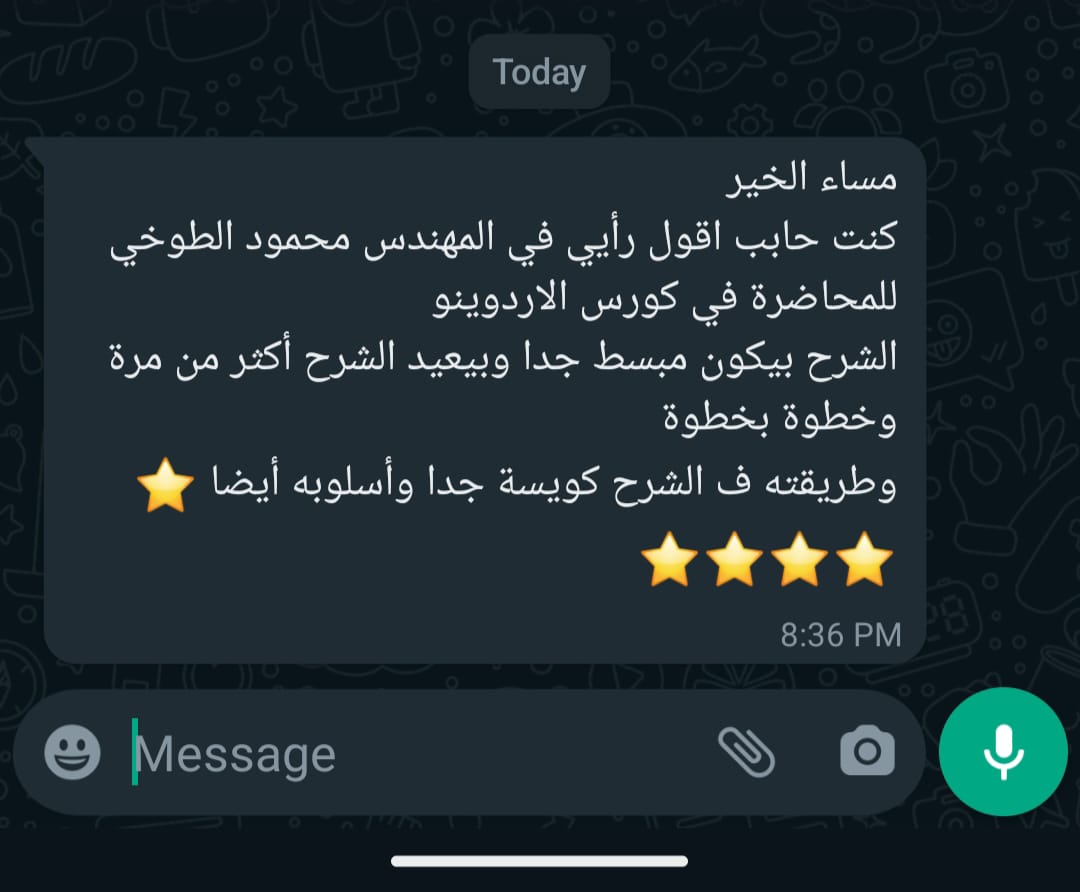 Today
مساء الخير
كنت حابب اقول رأيي في المهندس محمود الطوخي
للمحاضرة في كورس الاردوينو
الشرح بيكون مبسط جدا وبيعيد الشرح أكثر من مرة
وخطوة بخطوة
وطريقته ف الشرح كويسة جدا وأسلوبه أيضا ⭐
⭐⭐⭐⭐
8:36 PM
Message